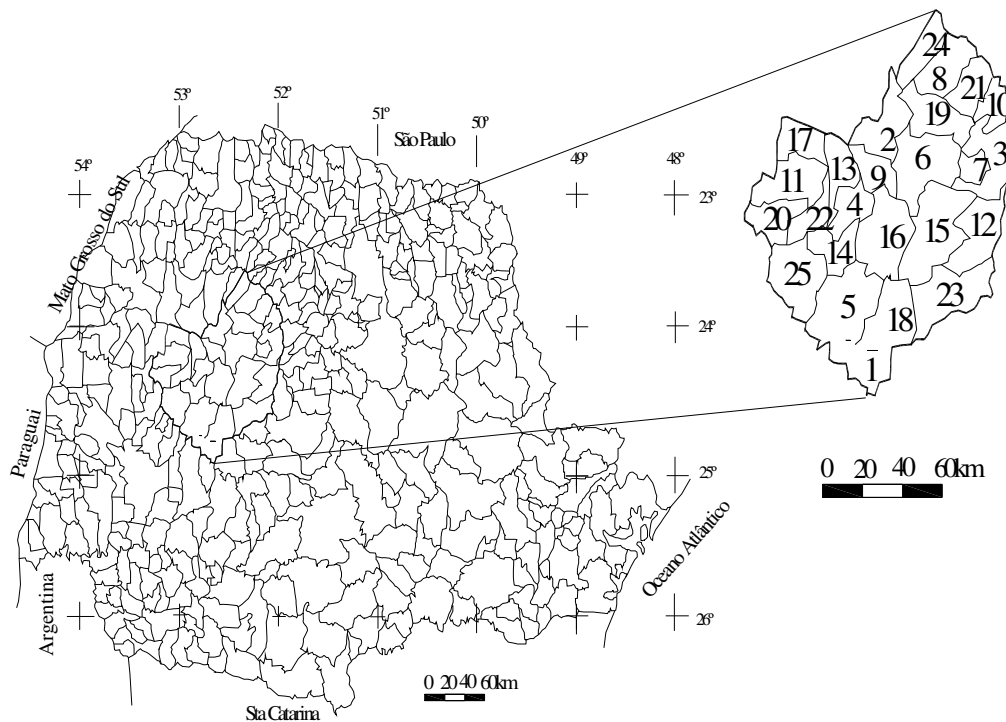 53º
52º
51º
50º
São Paulo
54º
49º
48º
23º
Mato Grosso do Sul
24º
Paraguai
25º
Oceano Atlântico
Argentina
26º
0 20 40 60km
Sta Catarina
24
8
21
10
19
17
2
13
6
3
7
11
9
4
20
22
15
12
16
14
25
23
5
18
1
0 20 40 60km